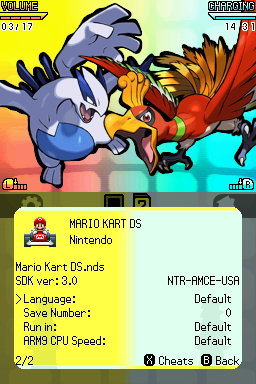 VOLUME CHARGING
03/17 14 31
L R
MARIO KART DS
Nintendo
Mario Kart DS.nds
SDK ver: 3.0 NTR-AMCE-USA
>Language: Default
Save Number: 0
Run in: Default
ARM9 CPU Speed: Default
2/2 X Cheats B Back